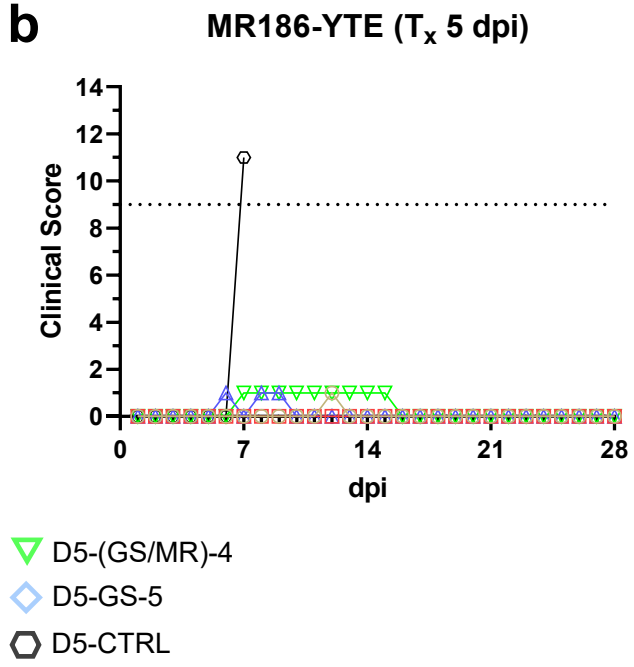 b
MR186-YTE (Tx 5 dpi)
14
12
10
8
6
4
2
0
Clinical Score
0 7 14 21 28
dpi
D5-(GS/MR)-4
D5-GS-5
D5-CTRL